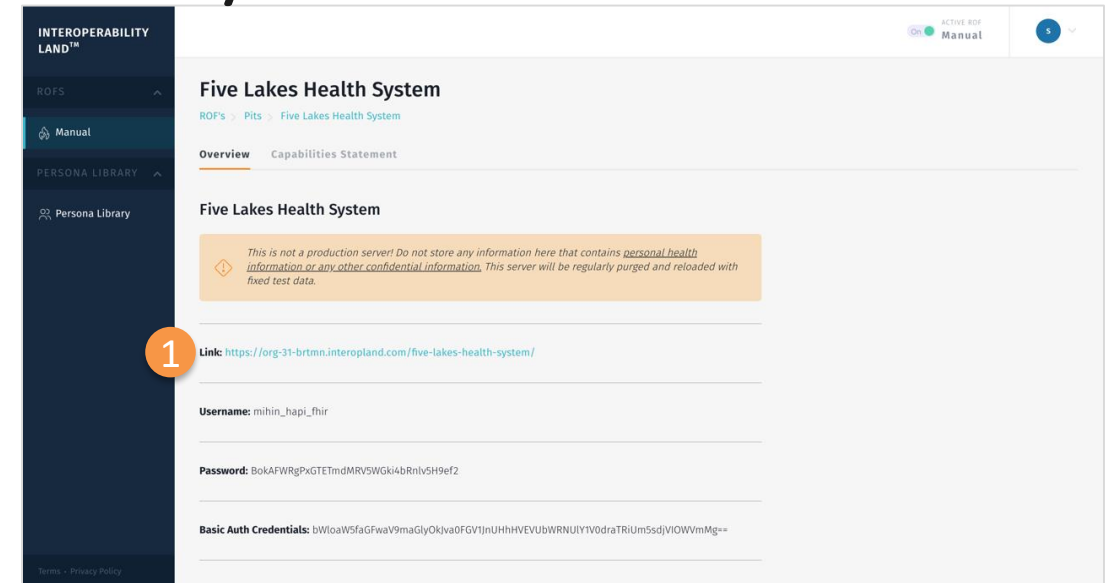 INTEROPERABILITY
LAND™
ACTIVE ROF
On Manual
S
ROFS
Manual
PERSONA LIBRARY
Persona Library
Five Lakes Health System
ROF's > Pits > Five Lakes Health System
Overview Capabilities Statement
Five Lakes Health System
This is not a production server! Do not store any information here that contains personal health
information or any other confidential information. This server will be regularly purged and reloaded with
fixed test data.
1
Link: https://org-31-brtmn.interopland.com/five-lakes-health-system/
Username: mihin_hapi_fhir
Password: BokAFWRgPxGTETmdMRV5WGki4bRnlv5H9ef2
Basic Auth Credentials: bWloaW5faGFwaV9maGlyOkJva0FGV1JnUHhHVEVUbWRNUlY1V0draTRiUm5sdjVIOWVmMg==
Terms - Privacy Policy